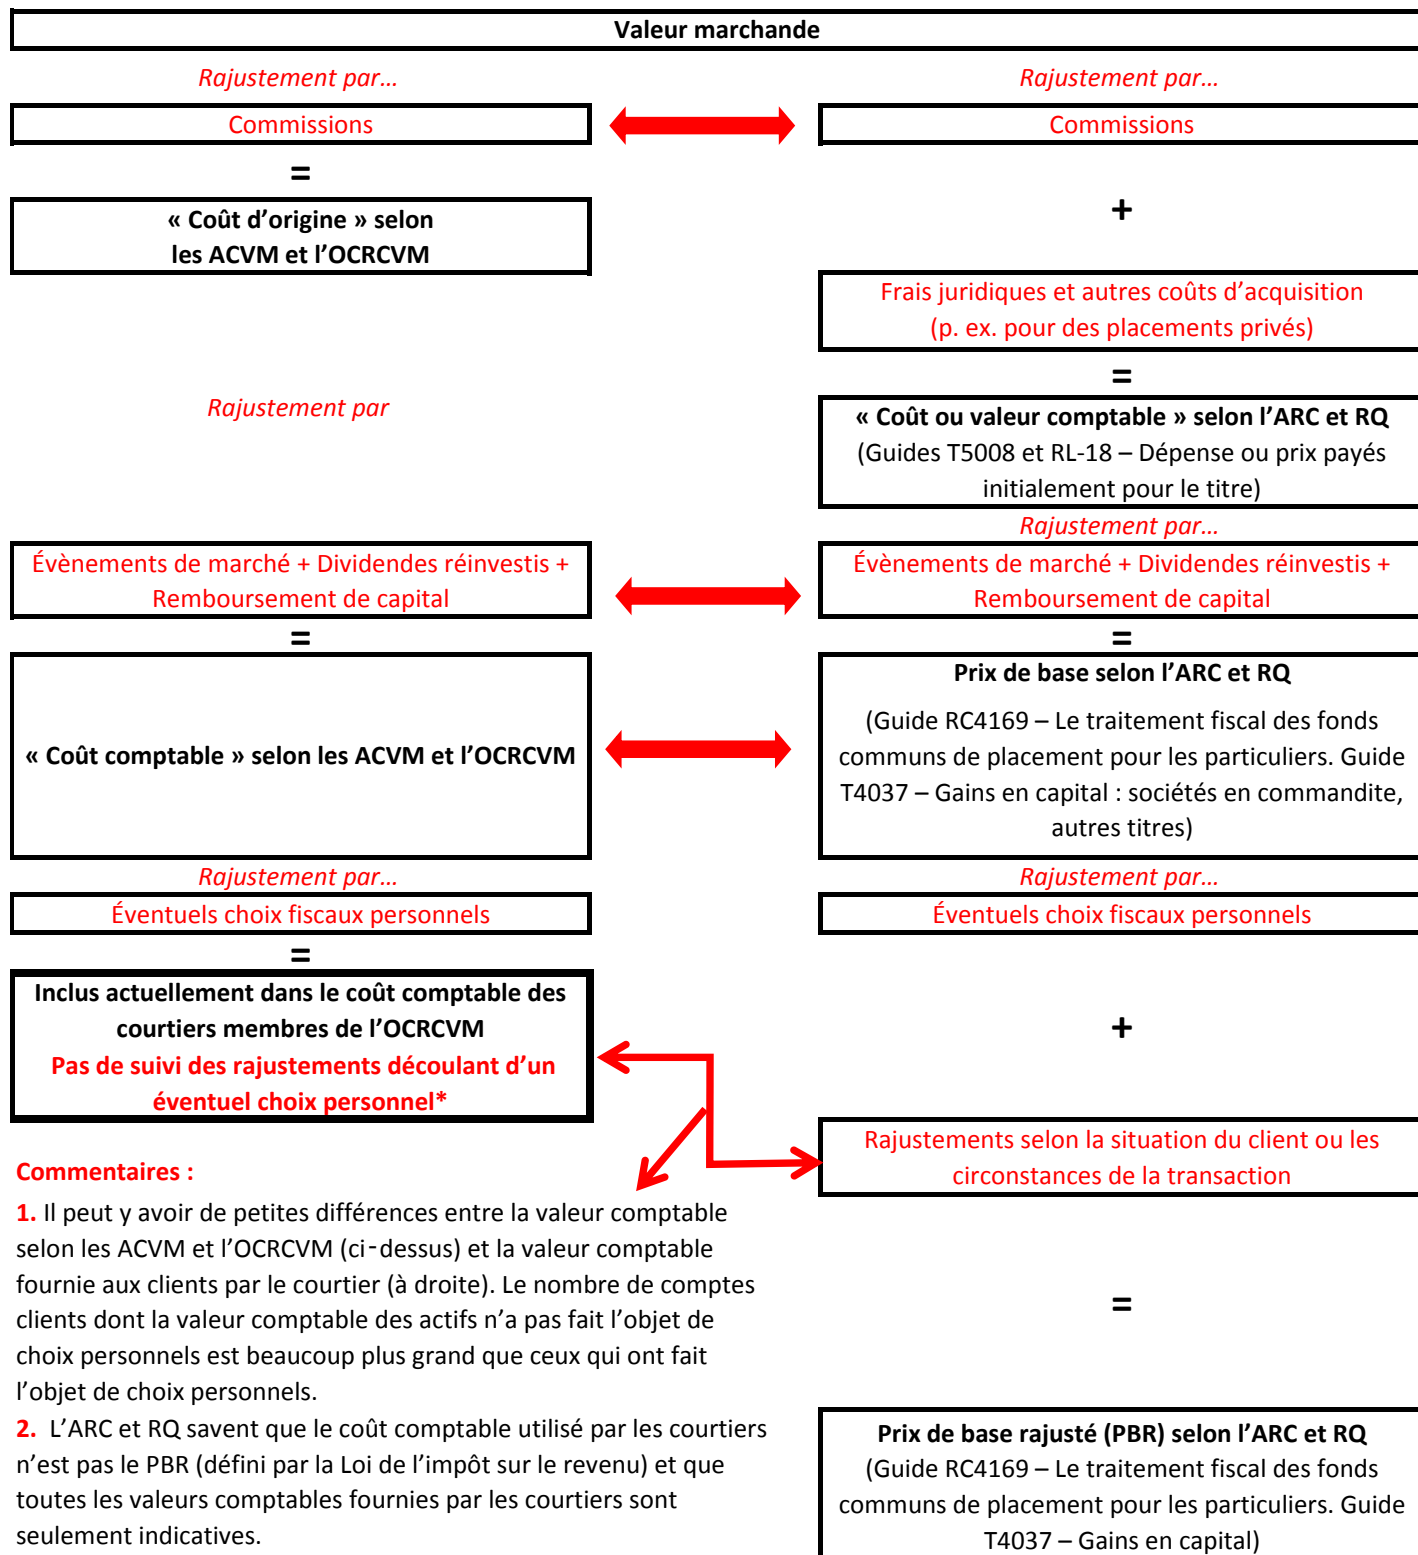 Valeur marchande
Rajustement par…
Rajustement par…
Commissions
Commissions
=
+
« Coût d’origine » selon
les ACVM et l’OCRCVM
Frais juridiques et autres coûts d’acquisition
(p. ex. pour des placements privés)
=
Rajustement par
« Coût ou valeur comptable » selon l’ARC et RQ
(Guides T5008 et RL-18 – Dépense ou prix payés
initialement pour le titre)
Rajustement par…
Évènements de marché + Dividendes réinvestis +
Remboursement de capital
Évènements de marché + Dividendes réinvestis +
Remboursement de capital
=
=
« Coût comptable » selon les ACVM et l’OCRCVM
Prix de base selon l’ARC et RQ
(Guide RC4169 – Le traitement fiscal des fonds
communs de placement pour les particuliers. Guide
T4037 – Gains en capital : sociétés en commandite,
autres titres)
Rajustement par…
Rajustement par…
Éventuels choix fiscaux personnels
Éventuels choix fiscaux personnels
=
+
Inclus actuellement dans le coût comptable des
courtiers membres de l’OCRCVM
Pas de suivi des rajustements découlant d’un
éventuel choix personnel*
Rajustements selon la situation du client ou les
circonstances de la transaction
Commentaires :
1. Il peut y avoir de petites différences entre la valeur comptable
selon les ACVM et l’OCRCVM (ci-dessus) et la valeur comptable
fournie aux clients par le courtier (à droite). Le nombre de comptes
clients dont la valeur comptable des actifs n’a pas fait l’objet de
choix personnels est beaucoup plus grand que ceux qui ont fait
l’objet de choix personnels.
2. L’ARC et RQ savent que le coût comptable utilisé par les courtiers
n’est pas le PBR (défini par la Loi de l’impôt sur le revenu) et que
toutes les valeurs comptables fournies par les courtiers sont
seulement indicatives.
=
Prix de base rajusté (PBR) selon l’ARC et RQ
(Guide RC4169 – Le traitement fiscal des fonds
communs de placement pour les particuliers. Guide
T4037 – Gains en capital)